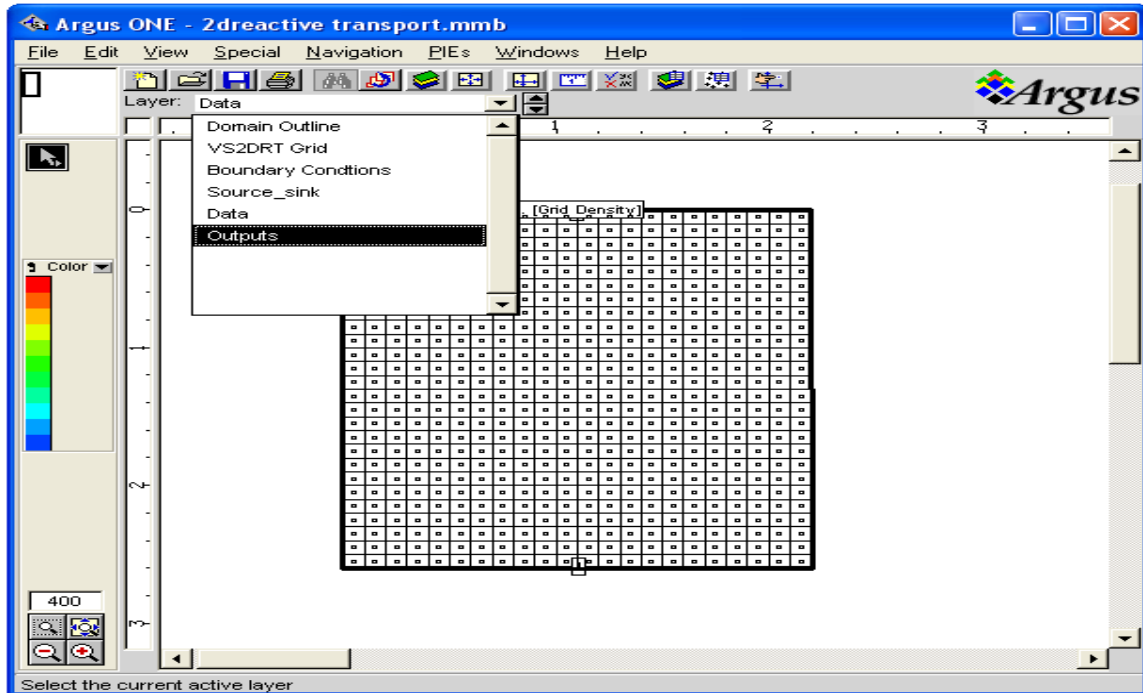 Argus ONE - 2dreactive transport.mmb
File Edit View Special Navigation PIEs Windows Help
Argus
Layer: Data
1 2 3
Domain Outline
VS2DRT Grid
Boundary Condtions
Source_sink
Data
Outputs
[Grid Density]
0
Color
1
2
400
3
Select the current active layer